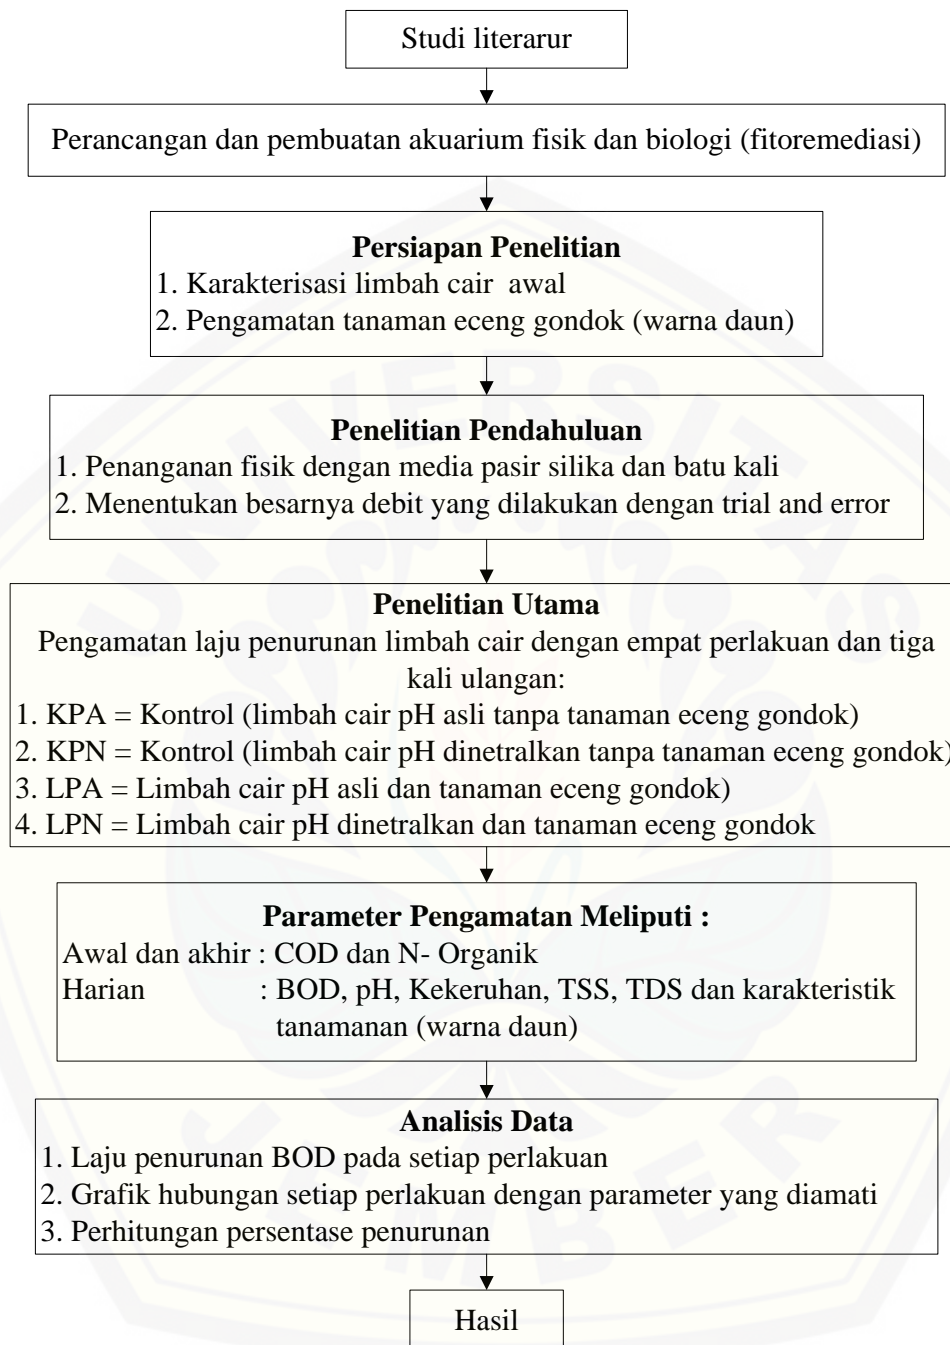 Studi literarur
Perancangan dan pembuatan akuarium fisik dan biologi (fitoremediasi)
Persiapan Penelitian
1. Karakterisasi limbah cair awal
2. Pengamatan tanaman eceng gondok (warna daun)
Penelitian Pendahuluan
1. Penanganan fisik dengan media pasir silika dan batu kali
2. Menentukan besarnya debit yang dilakukan dengan trial and error
Penelitian Utama
Pengamatan laju penurunan limbah cair dengan empat perlakuan dan tiga
kali ulangan:
1. KPA = Kontrol (limbah cair pH asli tanpa tanaman eceng gondok)
2. KPN = Kontrol (limbah cair pH dinetralkan tanpa tanaman eceng gondok)
3. LPA = Limbah cair pH asli dan tanaman eceng gondok)
4. LPN = Limbah cair pH dinetralkan dan tanaman eceng gondok
Parameter Pengamatan Meliputi :
Awal dan akhir : COD dan N- Organik
Harian : BOD, pH, Kekeruhan, TSS, TDS dan karakteristik
tanamanan (warna daun)
Analisis Data
1. Laju penurunan BOD pada setiap perlakuan
2. Grafik hubungan setiap perlakuan dengan parameter yang diamati
3. Perhitungan persentase penurunan
Hasil
UNIVERSITAS
JEMBER